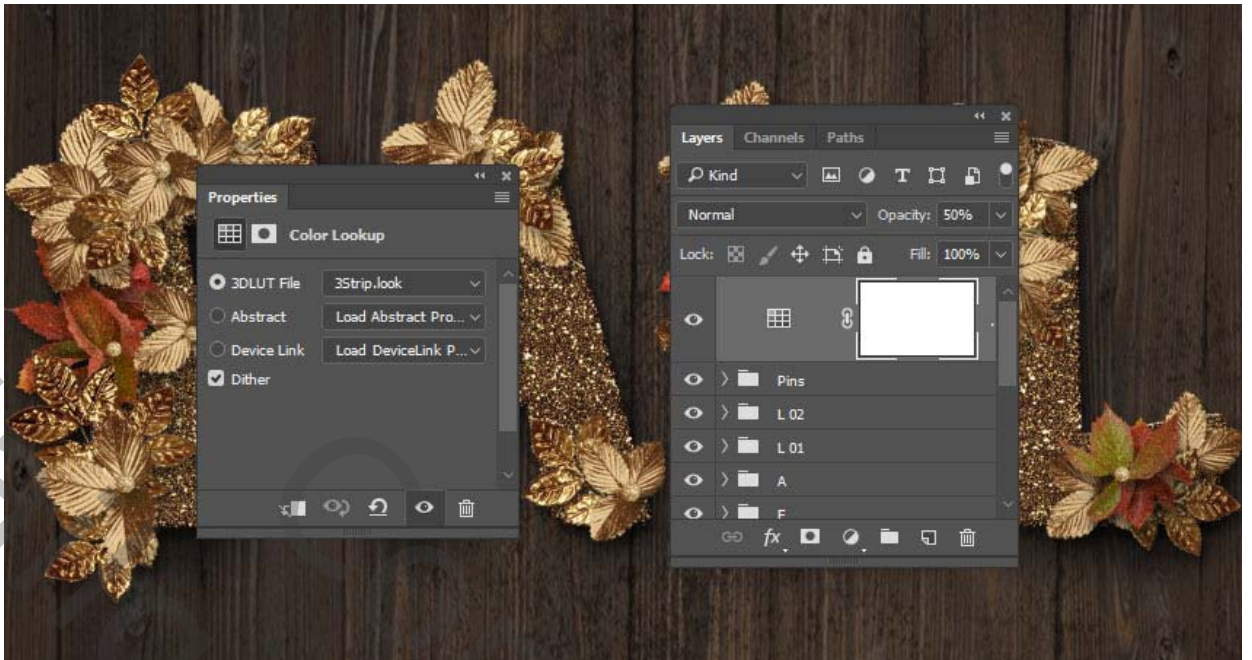 Properties
Color Lookup
3DLUT File 3Strip.look
Abstract Load Abstract Pro...
Device Link Load DeviceLink P...
Dither
Layers Channels Paths
Kind
Normal Opacity: 50%
Lock: Fill: 100%
Pins
L 02
L 01
A
F